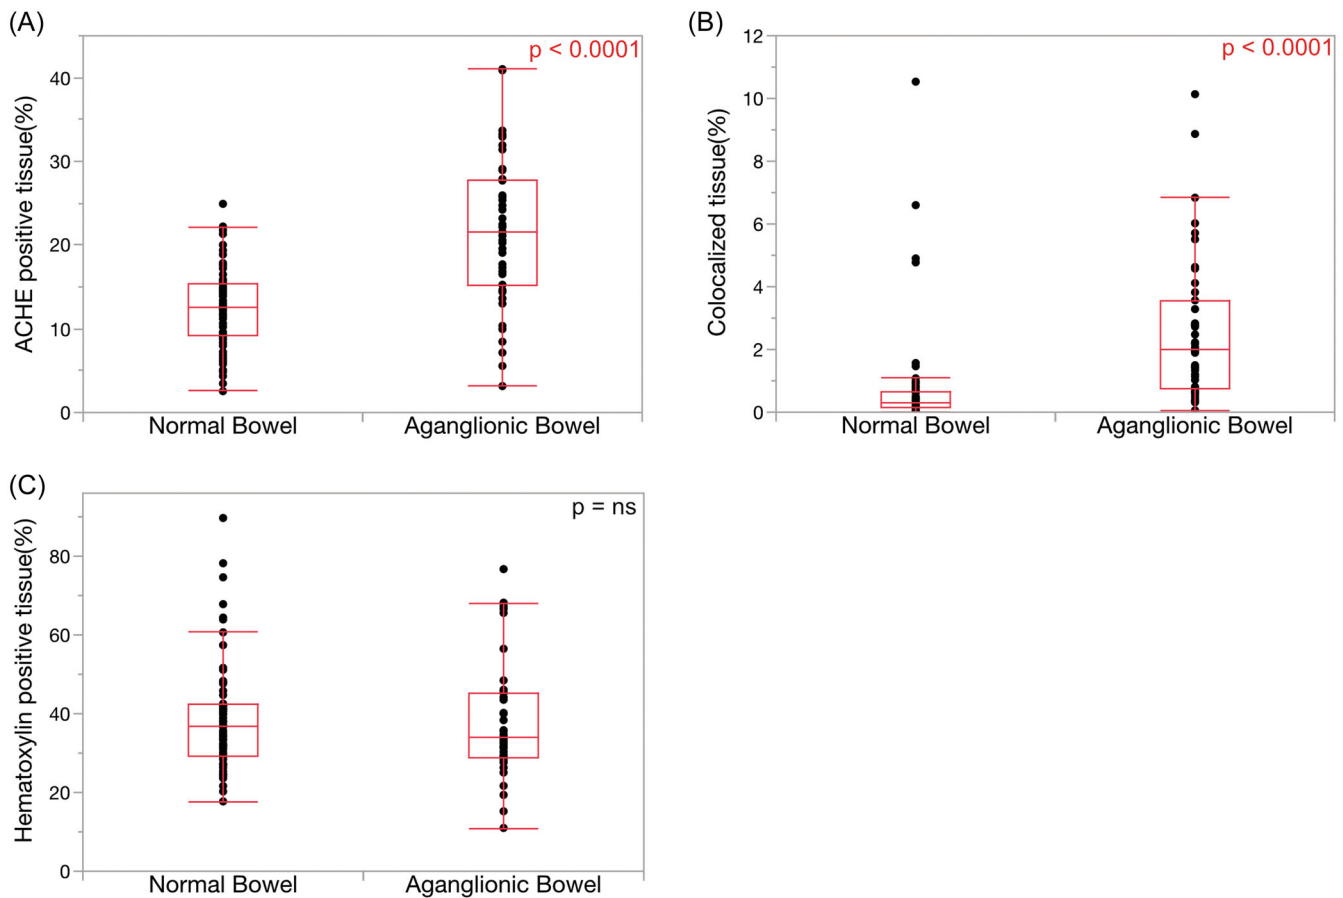 (A)
p < 0.0001
ACHE positive tissue(%)
40
30
20
10
0
Normal Bowel
Aganglionic Bowel
(B)
p < 0.0001
Colocalized tissue(%)
12
10
8
6
4
2
0
Normal Bowel
Aganglionic Bowel
(C)
p = ns
Hematoxylin positive tissue(%)
80
60
40
20
0
Normal Bowel
Aganglionic Bowel